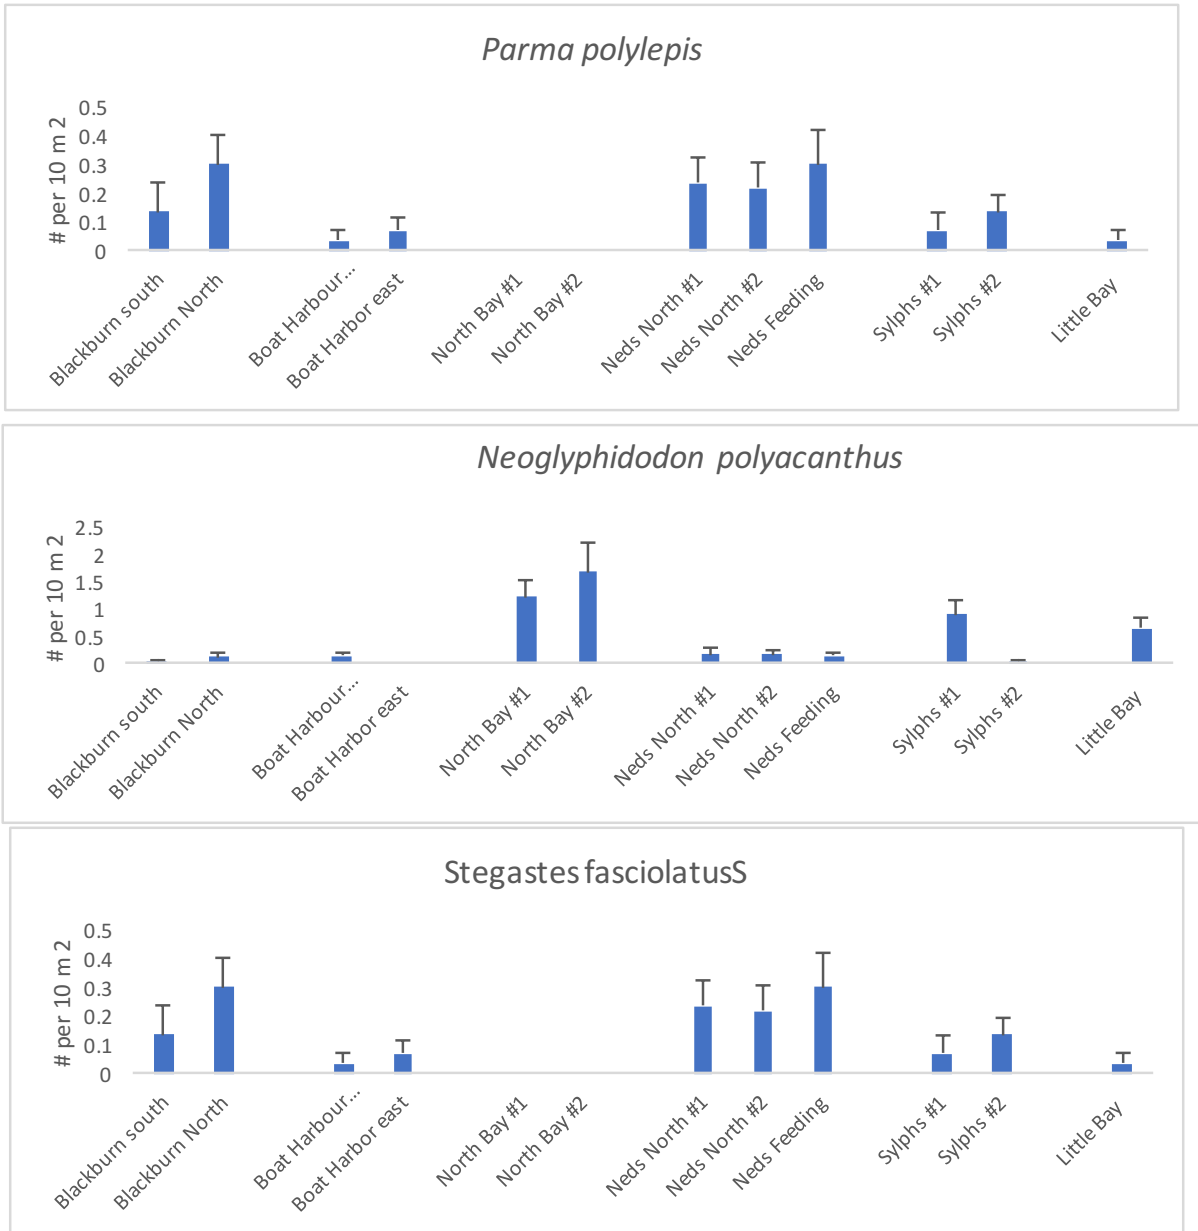 Parma polylepis
# per 10 m 2
0.5
0.4
0.3
0.2
0.1
0
Blackburn south
Blackburn North
Boat Harbour...
Boat Harbor east
North Bay #1
North Bay #2
Neds North #1
Neds North #2
Neds Feeding
Sylphs #1
Sylphs #2
Little Bay
Neoglyphidodon polyacanthus
# per 10 m 2
2.5
2
1.5
1
0.5
0
Blackburn south
Blackburn North
Boat Harbour...
Boat Harbor east
North Bay #1
North Bay #2
Neds North #1
Neds North #2
Neds Feeding
Sylphs #1
Sylphs #2
Little Bay
Stegastes fasciolatusS
# per 10 m 2
0.5
0.4
0.3
0.2
0.1
0
Blackburn south
Blackburn North
Boat Harbour...
Boat Harbor east
North Bay #1
North Bay #2
Neds North #1
Neds North #2
Neds Feeding
Sylphs #1
Sylphs #2
Little Bay